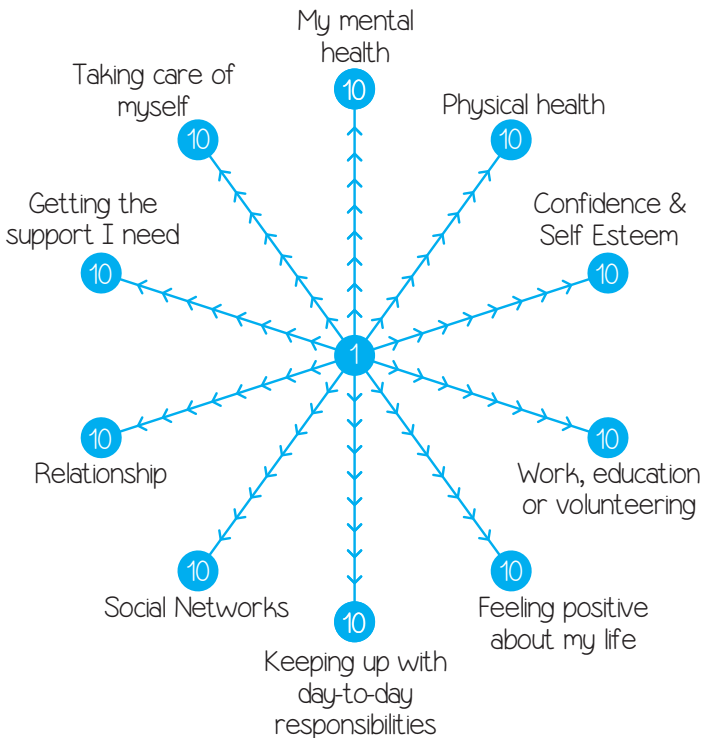 My mental
health
10
Taking care of
myself
10
Physical health
10
Getting the
support I need
10
Confidence &
Self Esteem
10
1
10
Relationship
10
Work, education
or volunteering
10
Social Networks
10
Feeling positive
about my life
10
Keeping up with
day-to-day
responsibilities